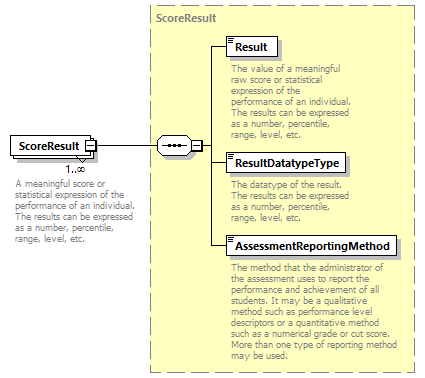 ScoreResult
Result
The value of a meaningful
raw score or statistical
expression of the
performance of an individual.
The results can be expressed
as a number, percentile,
range, level, etc.
ScoreResult
1..∞
A meaningful score or
statistical expression of the
performance of an individual.
The results can be expressed
as a number, percentile,
range, level, etc.
ResultDatatypeType
The datatype of the result.
The results can be expressed
as a number, percentile,
range, level, etc.
AssessmentReportingMethod
The method that the administrator of
the assessment uses to report the
performance and achievement of all
students. It may be a qualitative
method such as performance level
descriptors or a quantitative method
such as a numerical grade or cut score.
More than one type of reporting method
may be used.